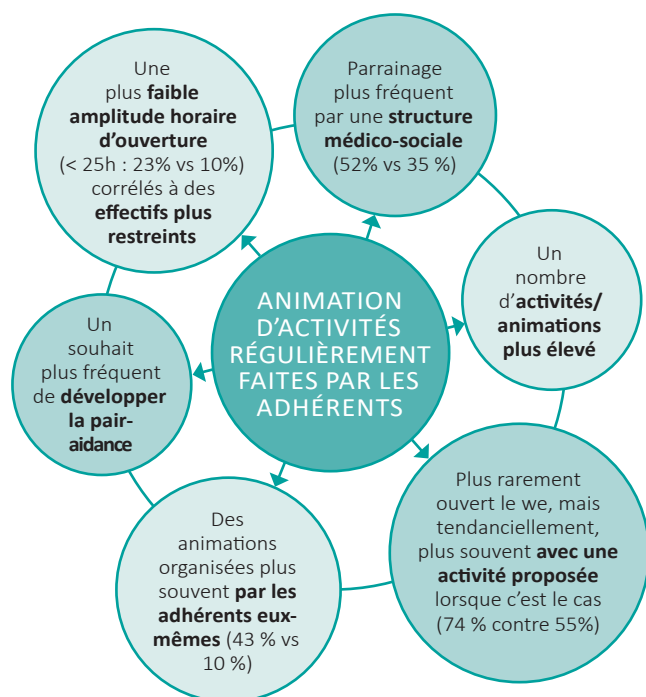 Une
plus faible
amplitude horaire
d'ouverture
(< 25h : 23% vs 10%)
corrélés à des
effectifs plus
restreints
Parrainage
plus fréquent
par une structure
médico-sociale
(52% vs 35 %)
Un
nombre
d'activités/
animations
plus élevé
ANIMATION
D'ACTIVITÉS
RÉGULIÈREMENT
FAITES PAR LES
ADHÉRENTS
Un
souhait
plus fréquent
de développer
la pair-
aidance
Plus rarement
ouvert le we, mais
tendanciellement,
plus souvent avec une
activité proposée
lorsque c'est le cas
(74 % contre 55%)
Des
animations
organisées plus
souvent par les
adhérents eux-
mêmes (43 % vs
10 %)